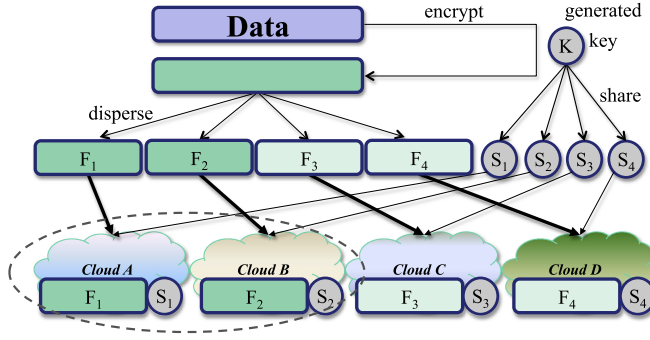 generated
encrypt
Data
K
key
share
disperse
F1 F2 F3 F4 S1 S2 S3 S4
Cloud A Cloud B Cloud C Cloud D
F1 S1 F2 S2 F3 S3 F4 S4